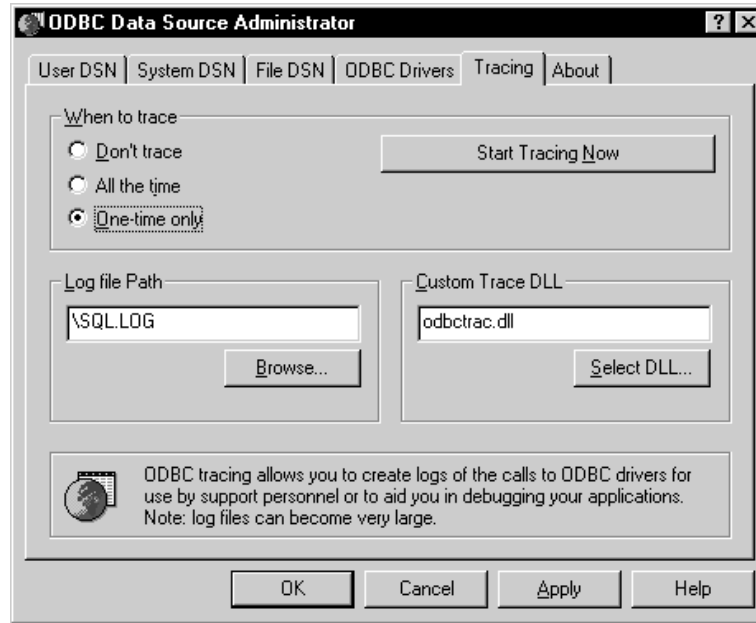 ODBC Data Source Administrator
User DSN System DSN File DSN ODBC Drivers Tracing About
When to trace
Don't trace
Start Tracing Now
All the time
One-time only
Log file Path
Custom Trace DLL
\SQL.LOG
odbctrac.dll
Browse...
Select DLL...
ODBC tracing allows you to create logs of the calls to ODBC drivers for
use by support personnel or to aid you in debugging your applications.
Note: log files can become very large.
OK Cancel Apply Help